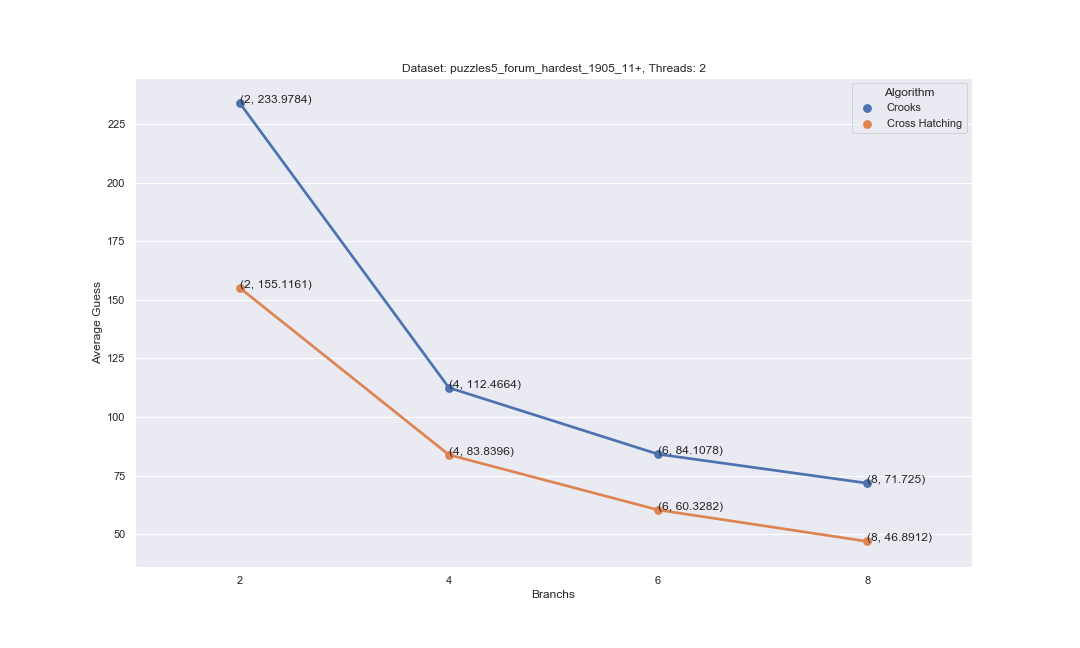 Dataset: puzzles5_forum_hardest_1905_11+, Threads: 2
Algorithm
Crooks
Cross Hatching
(2, 233.9784)
(2, 155.1161)
(4, 112.4664)
(4, 83.8396)
(6, 84.1078)
(6, 60.3282)
(8, 71.725)
(8, 46.8912)
Average Guess
225
200
175
150
125
100
75
50
2 4 6 8
Branchs